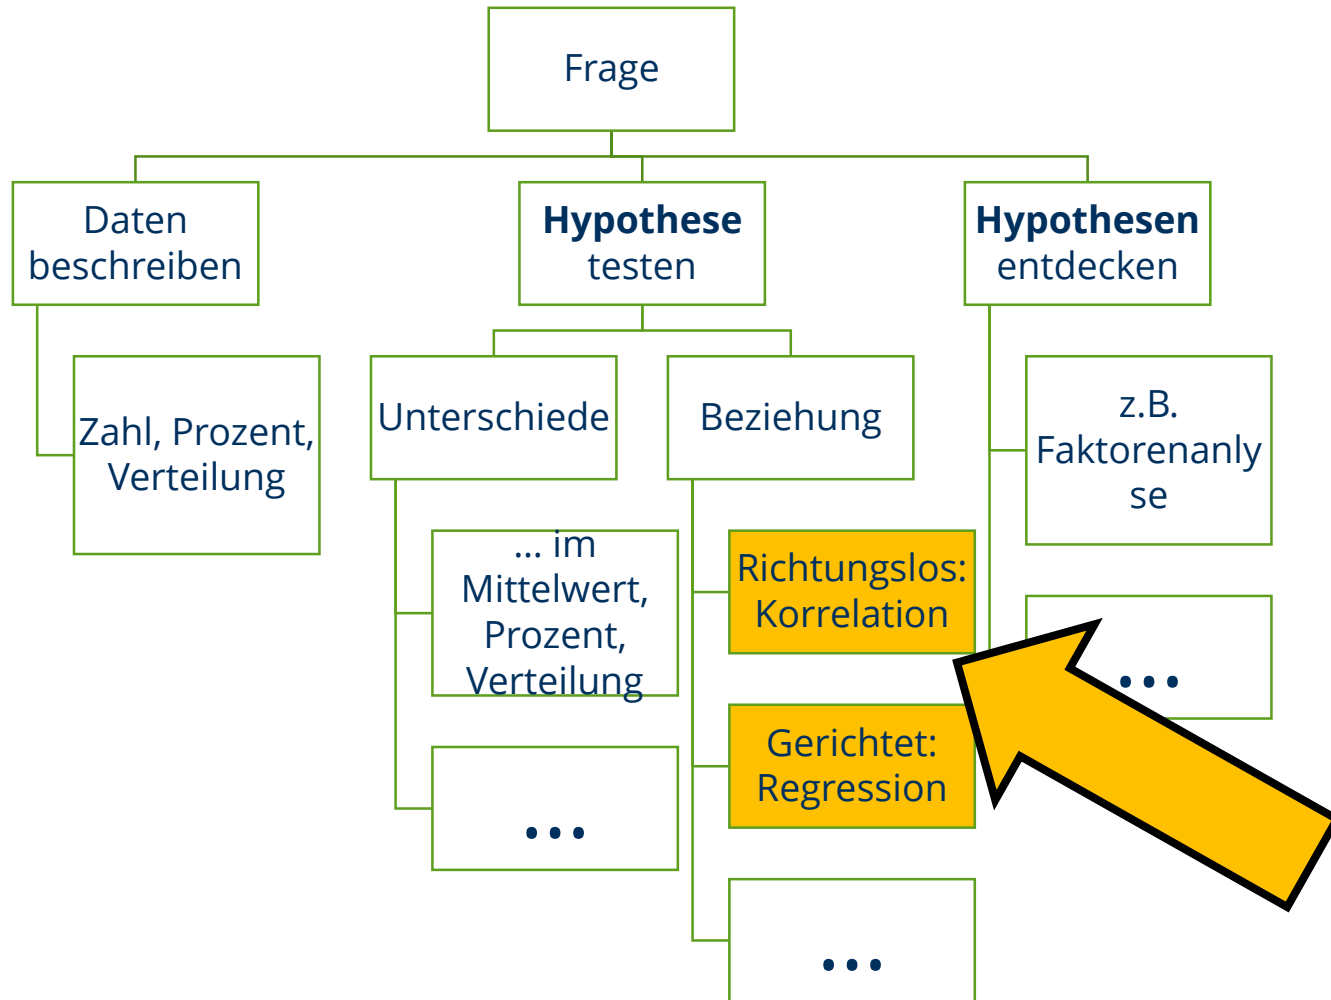 Frage
Daten
beschreiben
Hypothese
testen
Hypothesen
entdecken
Zahl, Prozent,
Verteilung
Unterschiede
Beziehung
z.B.
Faktorenanly
se
... im
Mittelwert,
Prozent,
Verteilung
Richtungslos:
Korrelation
...
Gerichtet:
Regression
...
...